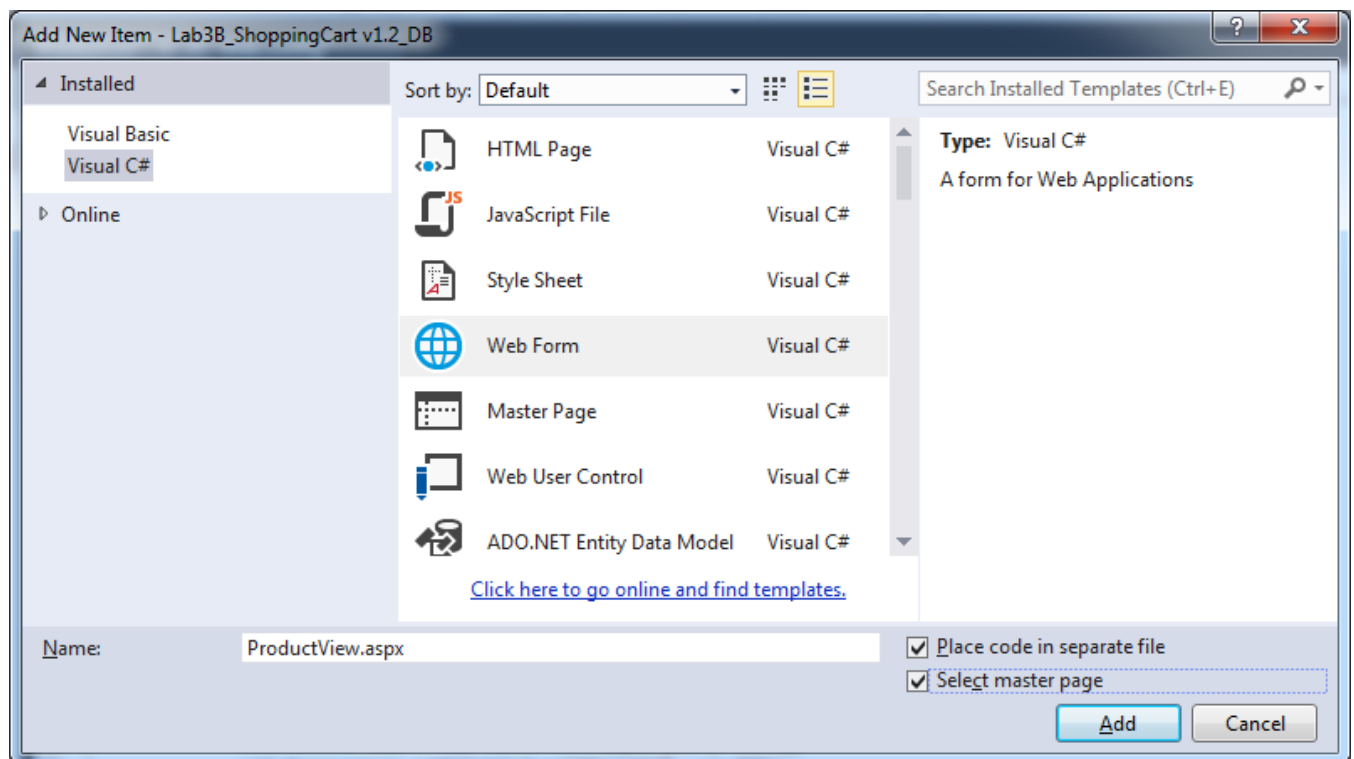 Add New Item - Lab3B_ShoppingCart v1.2_DB
?
X
Installed
Visual Basic
Visual C#
Online
Sort by: Default
HTML Page Visual C#
JS
JavaScript File Visual C#
Style Sheet Visual C#
Web Form Visual C#
Master Page Visual C#
Web User Control Visual C#
ADO.NET Entity Data Model Visual C#
Click here to go online and find templates.
Search Installed Templates (Ctrl+E)
Type: Visual C#
A form for Web Applications
Name: ProductView.aspx
Place code in separate file
Select master page
Add Cancel